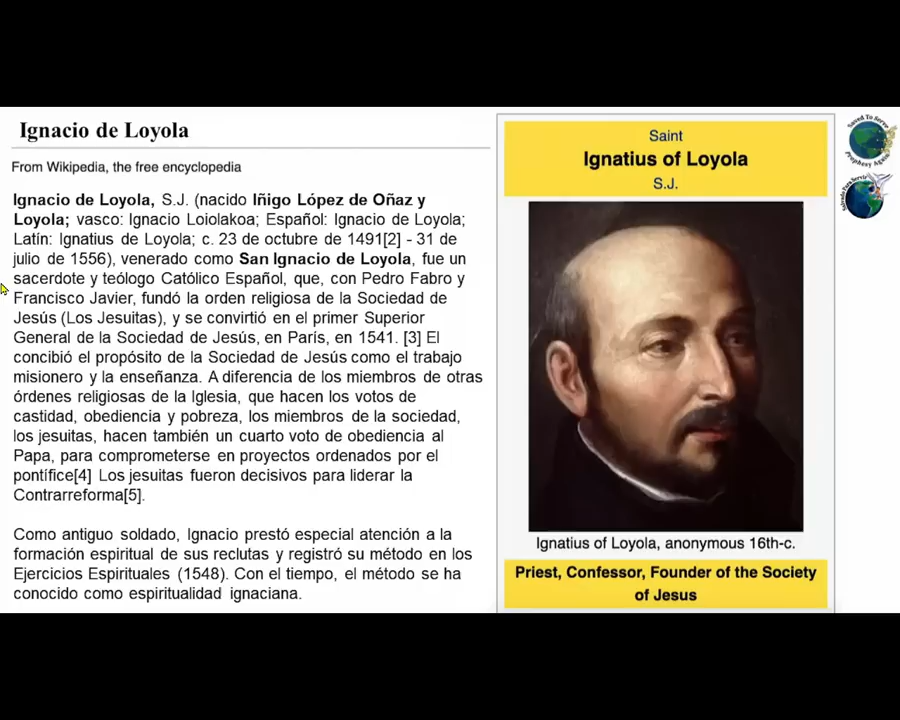 Ignacio de Loyola
From Wikipedia, the free encyclopedia
Ignacio de Loyola, S.J. (nacido Iñigo López de Oñaz y
Loyola; vasco: Ignacio Loiolakoa; Español: Ignacio de Loyola;
Latín: Ignatius de Loyola; c. 23 de octubre de 1491[2] - 31 de
julio de 1556), venerado como San Ignacio de Loyola, fue un
sacerdote y teólogo Católico Español, que, con Pedro Fabro y
Francisco Javier, fundó la orden religiosa de la Sociedad de
Jesús (Los Jesuitas), y se convirtió en el primer Superior
General de la Sociedad de Jesús, en París, en 1541. [3] El
concibió el propósito de la Sociedad de Jesús como el trabajo
misionero y la enseñanza. A diferencia de los miembros de otras
órdenes religiosas de la Iglesia, que hacen los votos de
castidad, obediencia y pobreza, los miembros de la sociedad,
los jesuitas, hacen también un cuarto voto de obediencia al
Papa, para comprometerse en proyectos ordenados por el
pontífice[4] Los jesuitas fueron decisivos para liderar la
Contrarreforma[5].
Como antiguo soldado, Ignacio prestó especial atención a la
formación espiritual de sus reclutas y registró su método en los
Ejercicios Espirituales (1548). Con el tiempo, el método se ha
conocido como espiritualidad ignaciana.
Saint
Ignatius of Loyola
S.J.
Ignatius of Loyola, anonymous 16th-c.
Priest, Confessor, Founder of the Society
of Jesus
Saved To Serve
Prophesy Again